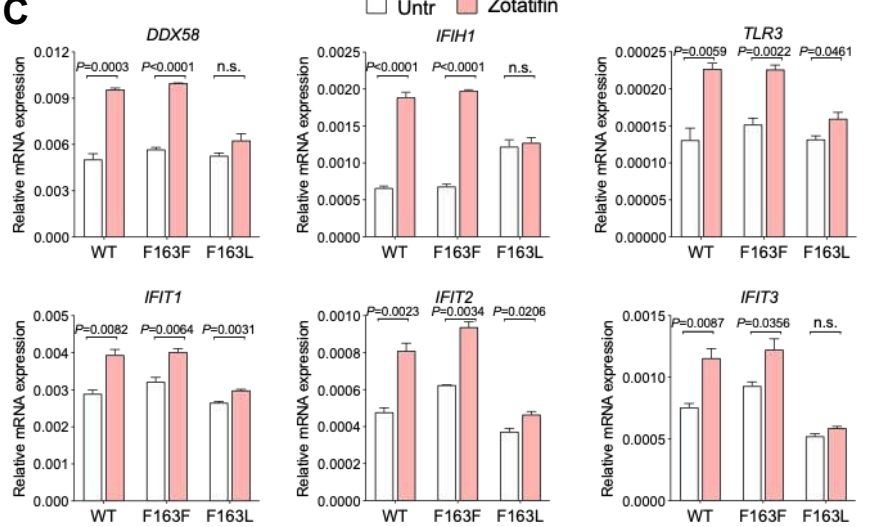 C
Untr Zotatifin
DDX58
Relative mRNA expression
0.012
0.009
0.006
0.003
0.000
P=0.0003 P<0.0001 n.s.
WT F163F F163L
IFIH1
Relative mRNA expression
0.0025
0.0020
0.0015
0.0010
0.0005
0.0000
P<0.0001 P<0.0001 n.s.
WT F163F F163L
TLR3
Relative mRNA expression
0.00025
0.00020
0.00015
0.00010
0.00005
0.00000
P=0.0059 P=0.0022 P=0.0461
WT F163F F163L
IFIT1
Relative mRNA expression
0.005
0.004
0.003
0.002
0.001
0.000
P=0.0082 P=0.0064 P=0.0031
WT F163F F163L
IFIT2
Relative mRNA expression
0.0010
0.0008
0.0006
0.0004
0.0002
0.0000
P=0.0023 P=0.0034 P=0.0206
WT F163F F163L
IFIT3
Relative mRNA expression
0.0015
0.0010
0.0005
0.0000
P=0.0087 P=0.0356 n.s.
WT F163F F163L